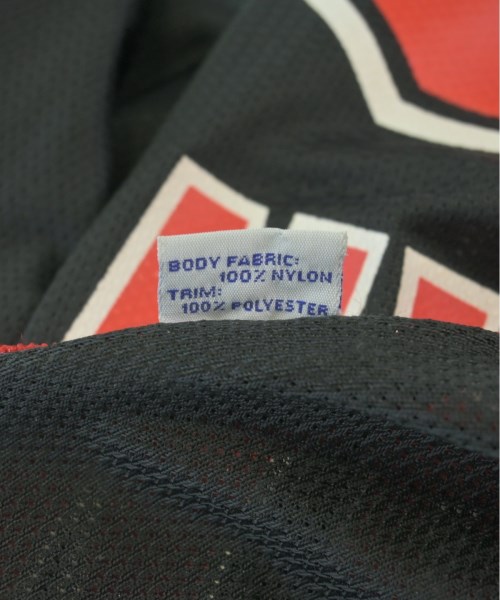 BODY FABRIC:
100% NYLON
TRIM:
100% POLYESTER